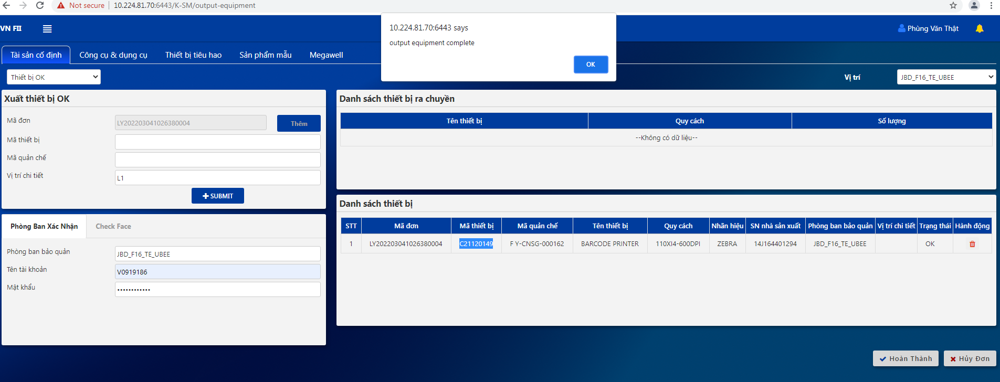 Not secure
10.224.81.70:6443/K-SM/output-equipment
10.224.81.70:6443 says
output equipment complete
OK
VN FII
Phùng Văn Thật
Tài sản cố định
Công cụ & dụng cụ
Thiết bị tiêu hao
Sản phẩm mẫu
Megawell
Thiết bị OK
Vị trí
JBD_F16_TE_UBEE
Xuất thiết bị OK
Mã đơn
LY202203041026380004
Thêm
Mã thiết bị
Mã quản chế
Vị trí chi tiết
L1
SUBMIT
Phòng Ban Xác Nhận
Check Face
Phòng ban bảo quản
JBD_F16_TE_UBEE
Tên tài khoản
V0919186
Mật khẩu
••••••••••••
Danh sách thiết bị ra chuyền
Tên thiết bị
Quy cách
Số lượng
--Không có dữ liệu--
Danh sách thiết bị
STT
Mã đơn
Mã thiết bị
Mã quản chế
Tên thiết bị
Quy cách
Nhãn hiệu
SN nhà sản xuất
Phòng ban bảo quản
Vị trí chi tiết
Trạng thái
Hành động
1
LY202203041026380004
C21120149
F Y-CNSG-000162
BARCODE PRINTER
110XI4-600DPI
ZEBRA
14J164401294
JBD_F16_TE_UBEE
OK
Hoàn Thành
Hủy Đơn